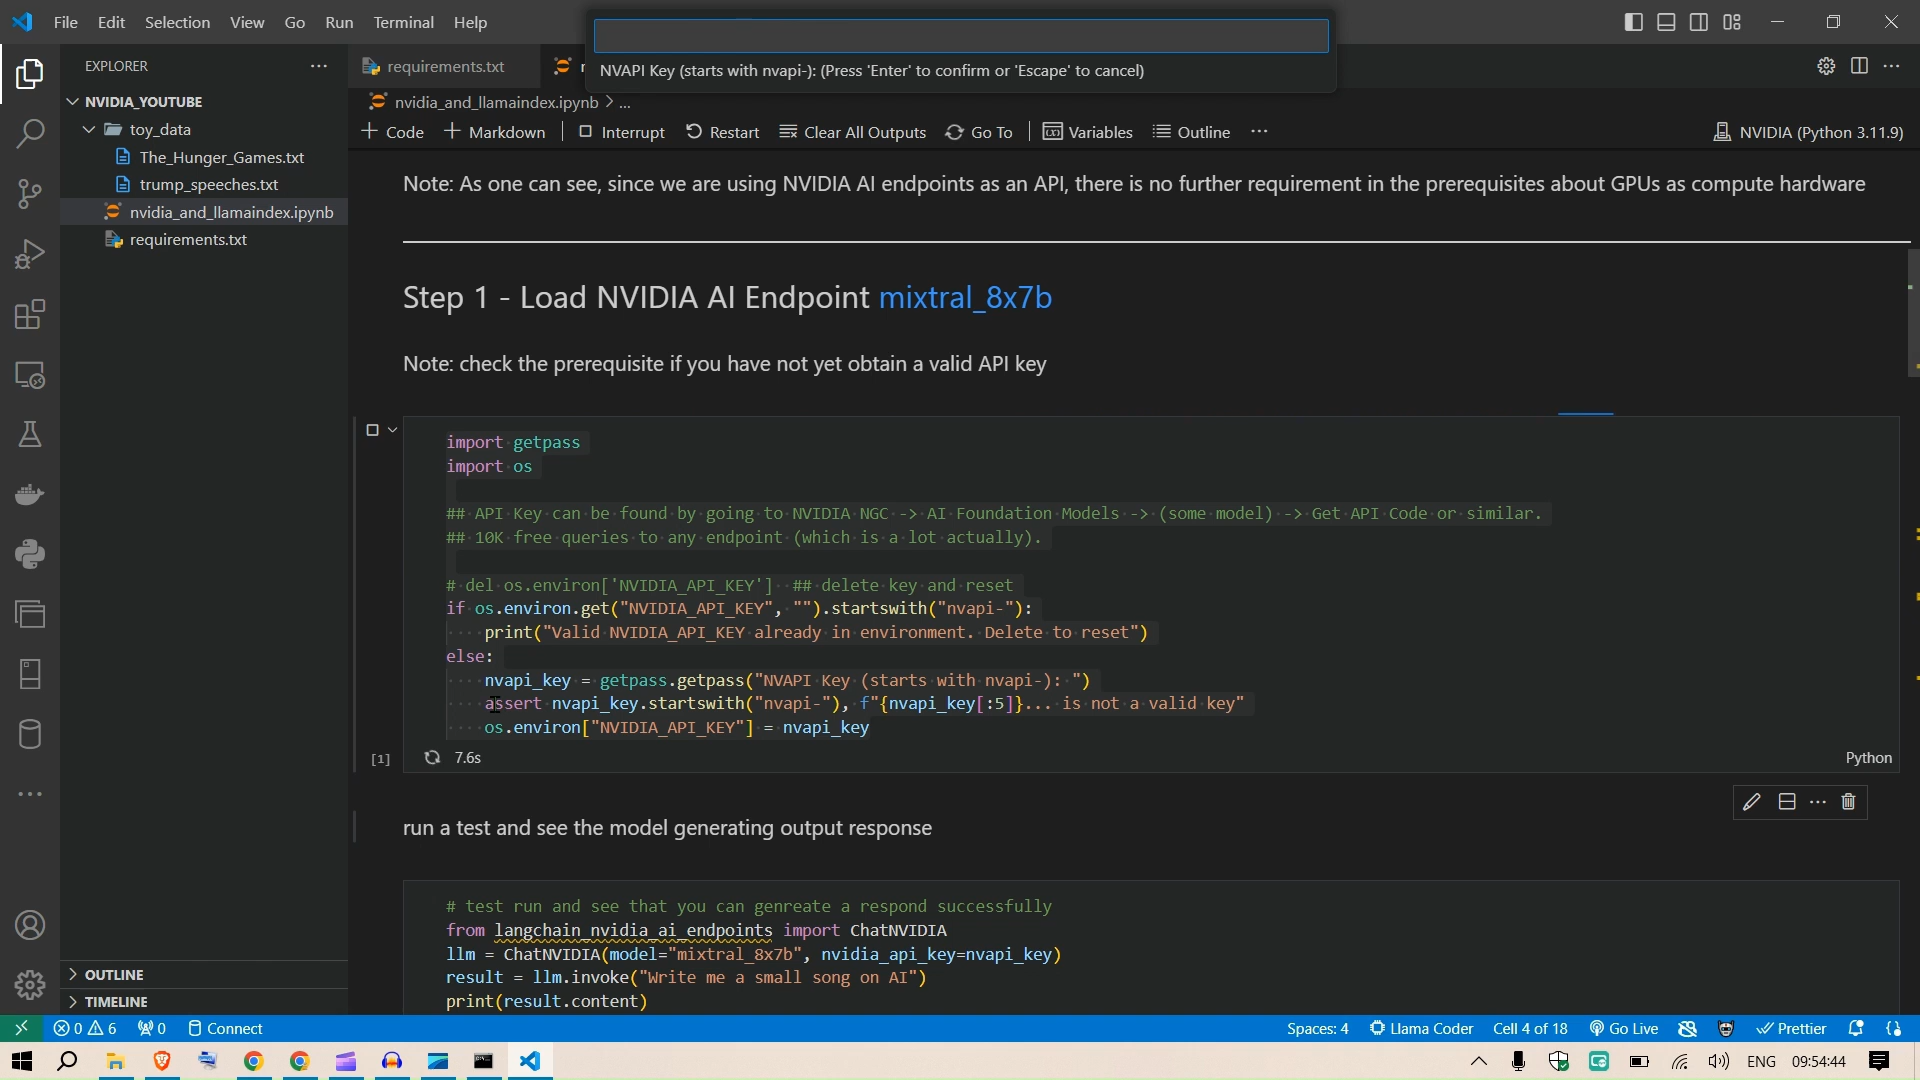 File Edit Selection View Go Run Terminal Help
NVAPI Key (starts with nvapi-): (Press 'Enter' to confirm or 'Escape' to cancel)
EXPLORER
requirements.txt
NVIDIA_YOUTUBE
toy_data
The_Hunger_Games.txt
trump_speeches.txt
nvidia_and_llamaindex.ipynb
requirements.txt
OUTLINE
TIMELINE
nvidia_and_llamaindex.ipynb > ...
Code Markdown Interrupt Restart Clear All Outputs Go To Variables Outline ... NVIDIA (Python 3.11.9)
Note: As one can see, since we are using NVIDIA AI endpoints as an API, there is no further requirement in the prerequisites about GPUs as compute hardware
Step 1 - Load NVIDIA AI Endpoint mixtral_8x7b
Note: check the prerequisite if you have not yet obtain a valid API key
import getpass
import os
## API Key can be found by going to NVIDIA NGC -> AI Foundation Models -> (some model) -> Get API Code or similar.
## 10K free queries to any endpoint (which is a lot actually).
# del os.environ['NVIDIA_API_KEY']  ## delete key and reset
if os.environ.get("NVIDIA_API_KEY", "").startswith("nvapi-"):
    print("Valid NVIDIA_API_KEY already in environment. Delete to reset")
else:
    nvapi_key = getpass.getpass("NVAPI Key (starts with nvapi-): ")
    assert nvapi_key.startswith("nvapi-"), f"{nvapi_key[:5]}... is not a valid key"
    os.environ["NVIDIA_API_KEY"] = nvapi_key
[1] 7.6s Python
run a test and see the model generating output response
# test run and see that you can genreate a respond successfully
from langchain_nvidia_ai_endpoints import ChatNVIDIA
llm = ChatNVIDIA(model="mixtral_8x7b", nvidia_api_key=nvapi_key)
result = llm.invoke("Write me a small song on AI")
print(result.content)
0 6 0 Connect Spaces: 4 Llama Coder Cell 4 of 18 Go Live Prettier
ENG 09:54:44